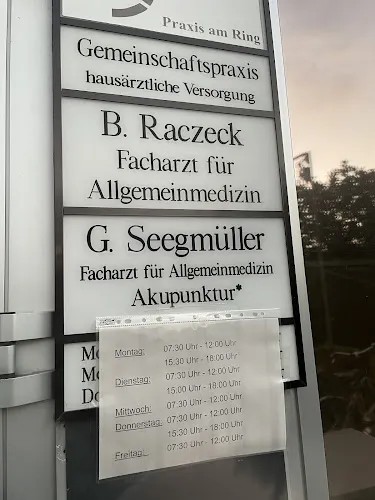 Praxis am Ring
Gemeinschaftspraxis
hausärztliche Versorgung
B. Raczeck
Facharzt für
Allgemeinmedizin
G. Seegmüller
Facharzt für Allgemeinmedizin
Akupunktur*
Montag: 07:30 Uhr - 12:00 Uhr
15.30 Uhr - 18:00 Uhr
Dienstag: 07:30 Uhr - 12:00 Uhr
15:00 Uhr - 18:00 Uhr
Mittwoch: 07:30 Uhr - 12:00 Uhr
Donnerstag: 07:30 Uhr - 12:00 Uhr
15:30 Uhr - 18:00 Uhr
Freitag: 07:30 Uhr - 12:00 Uhr